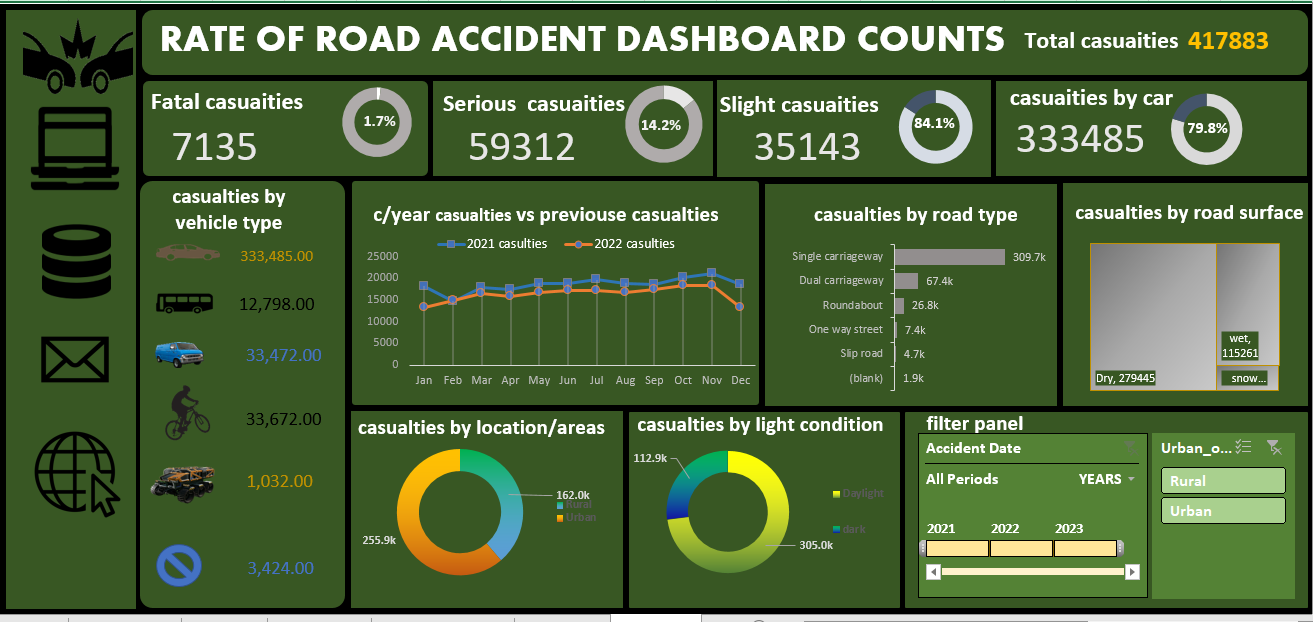 RATE OF ROAD ACCIDENT DASHBOARD COUNTS
Total casuaities 417883
Fatal casuaities
7135
1.7%
Serious casuaities
59312
14.2%
Slight casuaities
35143
84.1%
casuaities by car
333485
79.8%
casualties by
vehicle type
333,485.00
12,798.00
33,472.00
33,672.00
1,032.00
3,424.00
c/year casualties vs previouse casualties
2021 casulties 2022 casulties
25000
20000
15000
10000
5000
0
Jan Feb Mar Apr May Jun Jul Aug Sep Oct Nov Dec
casualties by road type
Single carriageway 309.7k
Dual carriageway 67.4k
Roundabout 26.8k
One way street 7.4k
Slip road 4.7k
(blank) 1.9k
casualties by road surface
Dry, 279445
wet,
115261
snow...
casualties by location/areas
162.0k
Rural
Urban
255.9k
casualties by light condition
112.9k
Daylight
dark
305.0k
filter panel
Accident Date
All Periods YEARS
2021 2022 2023
Urban_o...
Rural
Urban